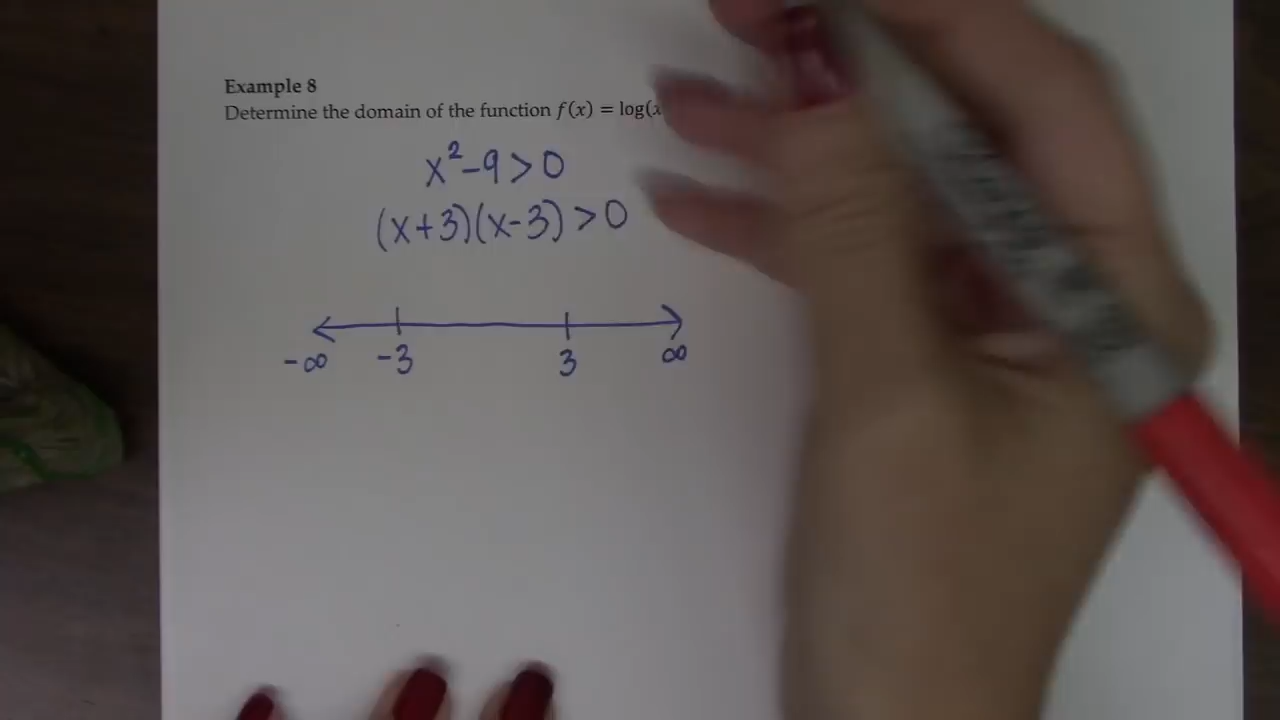 Example 8
Determine the domain of the function f(x) = log(x
x² - 9 > 0
(x+3)(x-3) > 0
-∞ -3 3 ∞